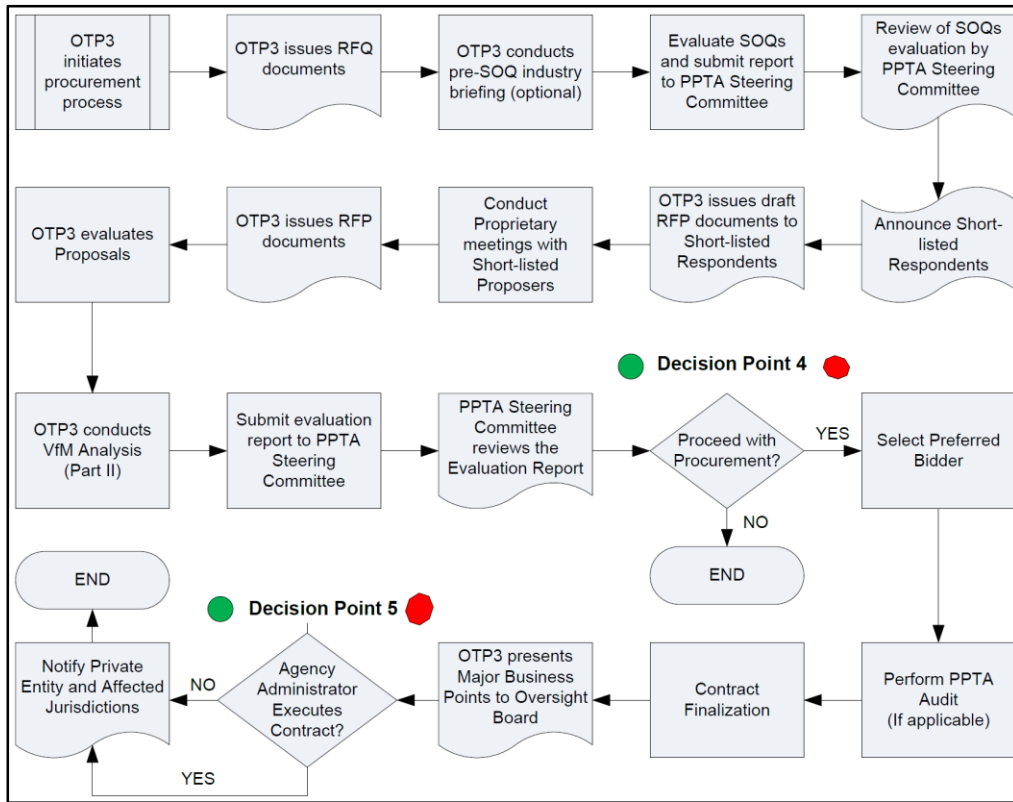 OTP3
initiates
procurement
process
OTP3 issues RFQ
documents
OTP3 conducts
pre-SOQ industry
briefing (optional)
Evaluate SOQs
and submit report
to PPTA Steering
Committee
Review of SOQs
evaluation by
PPTA Steering
Committee
OTP3 evaluates
Proposals
OTP3 issues RFP
documents
Conduct
Proprietary
meetings with
Short-listed
Proposers
OTP3 issues draft
RFP documents to
Short-listed
Respondents
Announce Short-
listed
Respondents
Decision Point 4
OTP3 conducts
VfM Analysis
(Part II)
Submit evaluation
report to PPTA
Steering
Committee
PPTA Steering
Committee
reviews the
Evaluation Report
Proceed with
Procurement?
YES
Select Preferred
Bidder
NO
END
END
Decision Point 5
Notify Private
Entity and Affected
Jurisdictions
NO
Agency
Administrator
Executes
Contract?
OTP3 presents
Major Business
Points to Oversight
Board
Contract
Finalization
Perform PPTA
Audit
(If applicable)
YES